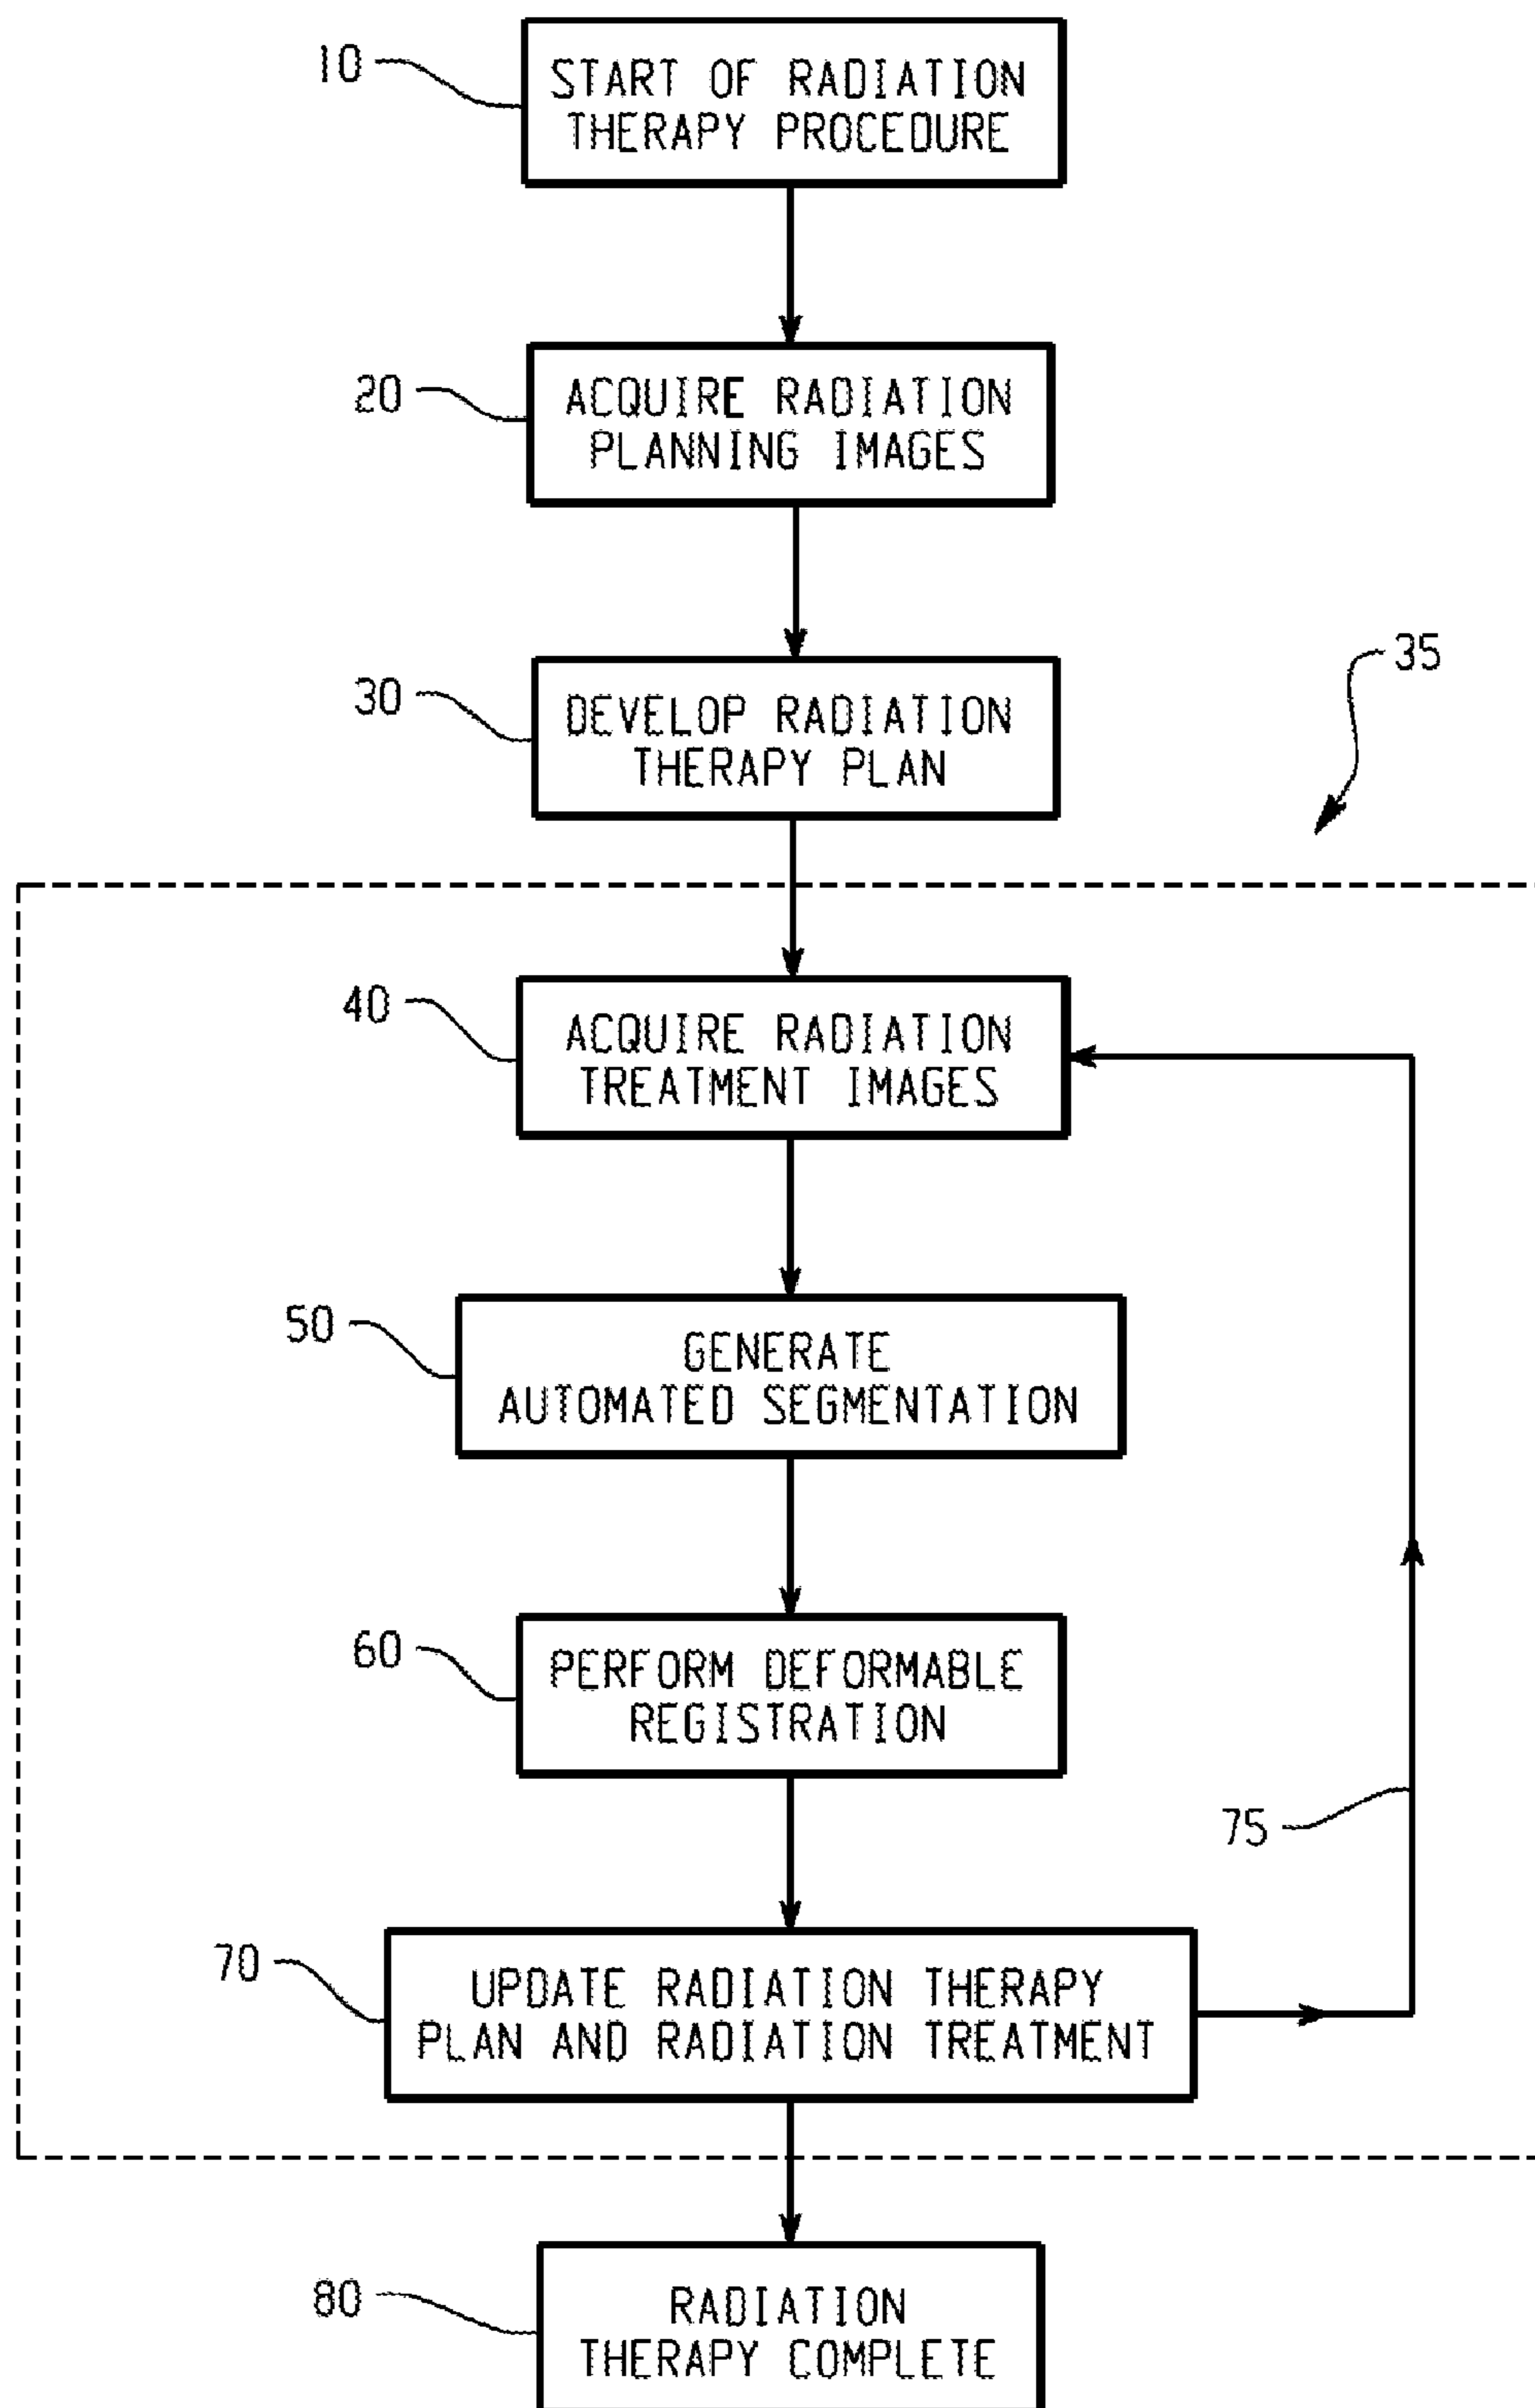 10
START OF RADIATION
THERAPY PROCEDURE
20
ACQUIRE RADIATION
PLANNING IMAGES
35
30
DEVELOP RADIATION
THERAPY PLAN
40
ACQUIRE RADIATION
TREATMENT IMAGES
50
GENERATE
AUTOMATED SEGMENTATION
60
PERFORM DEFORMABLE
REGISTRATION
75
70
UPDATE RADIATION THERAPY
PLAN AND RADIATION TREATMENT
80
RADIATION
THERAPY COMPLETE